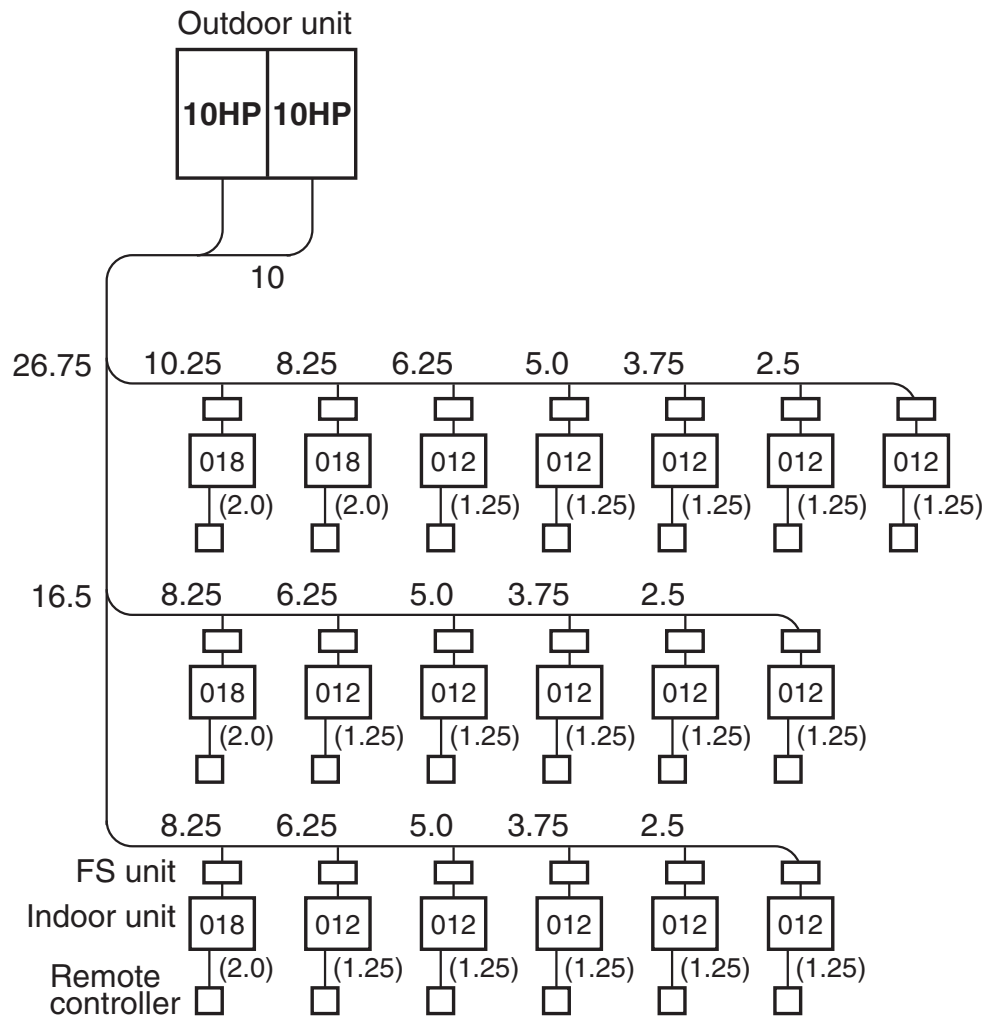 Outdoor unit
10HP 10HP
10
26.75 10.25 8.25 6.25 5.0 3.75 2.5
018 018 012 012 012 012 012
(2.0) (2.0) (1.25) (1.25) (1.25) (1.25) (1.25)
16.5 8.25 6.25 5.0 3.75 2.5
018 012 012 012 012 012
(2.0) (1.25) (1.25) (1.25) (1.25) (1.25)
8.25 6.25 5.0 3.75 2.5
FS unit
Indoor unit 018 012 012 012 012 012
(2.0) (1.25) (1.25) (1.25) (1.25) (1.25)
Remote
controller